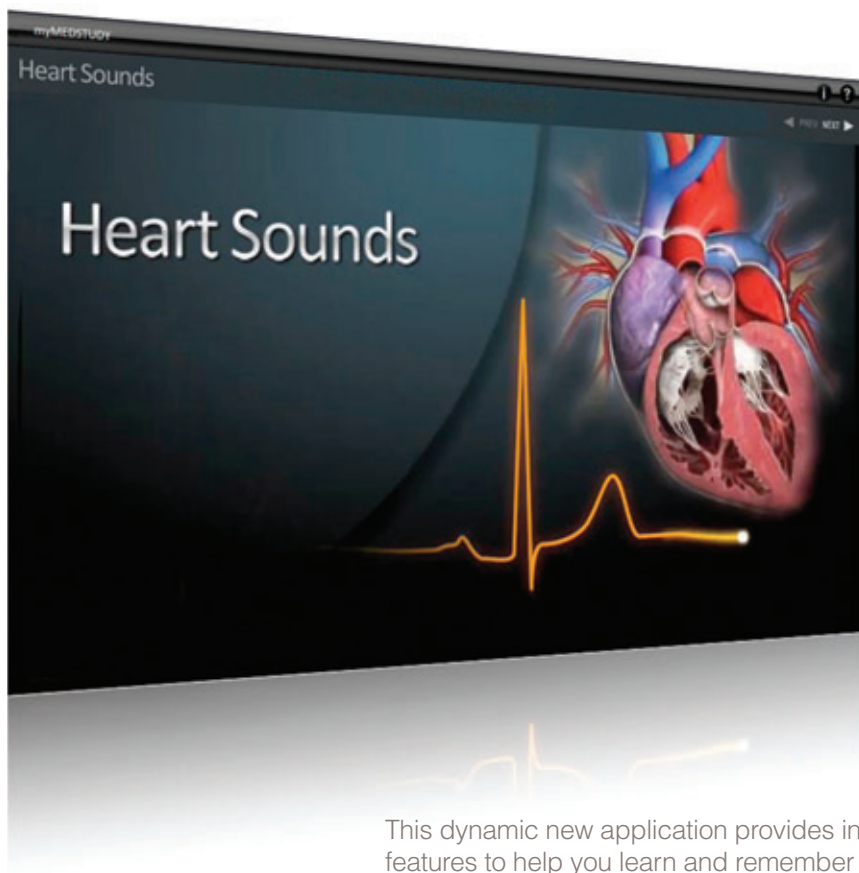 myMEDSTUDY
Heart Sounds
i ?
PREV NEXT
Heart Sounds
This dynamic new application provides in
features to help you learn and remember